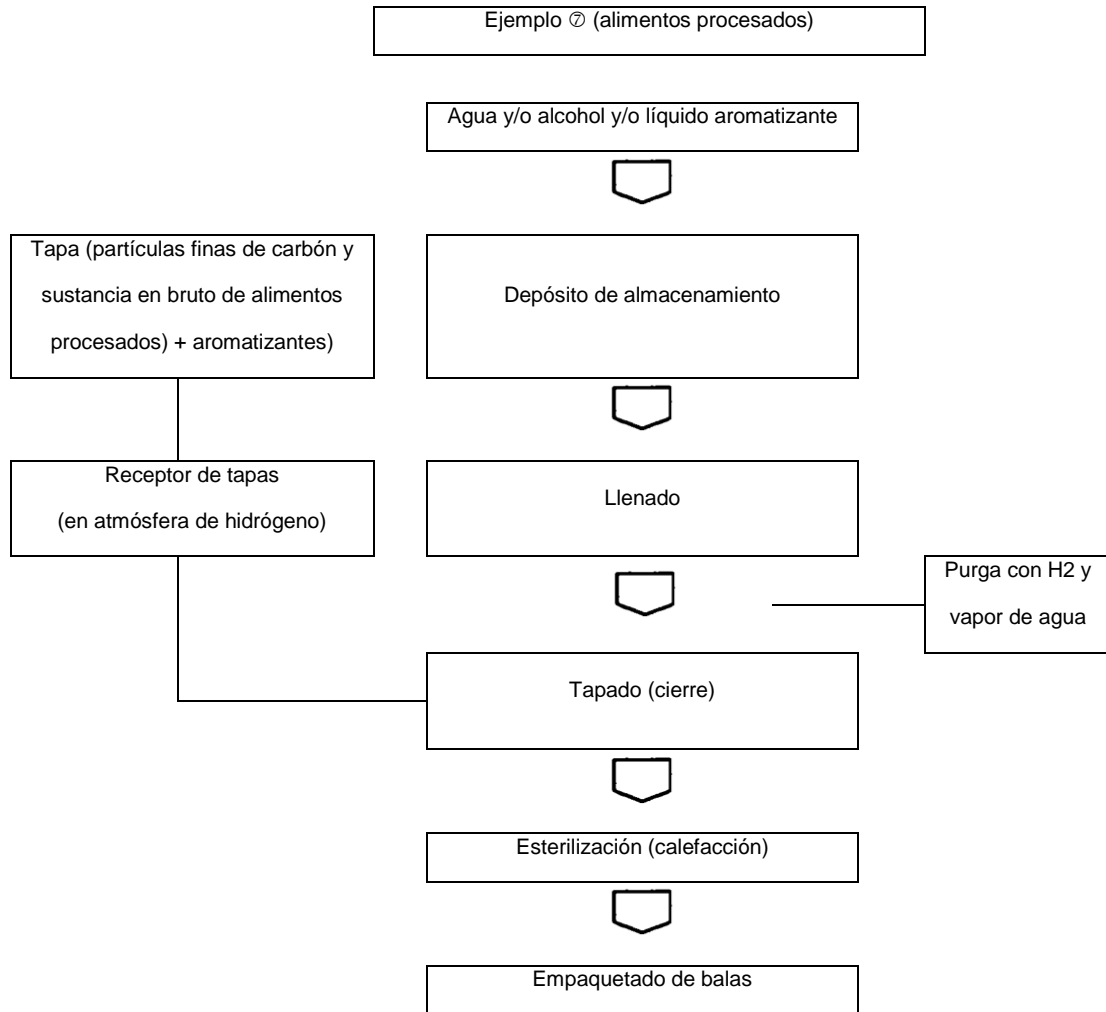 Ejemplo ⑦ (alimentos procesados)
Agua y/o alcohol y/o líquido aromatizante
Tapa (partículas finas de carbón y
sustancia en bruto de alimentos
procesados) + aromatizantes)
Depósito de almacenamiento
Receptor de tapas
(en atmósfera de hidrógeno)
Llenado
Purga con H2 y
vapor de agua
Tapado (cierre)
Esterilización (calefacción)
Empaquetado de balas